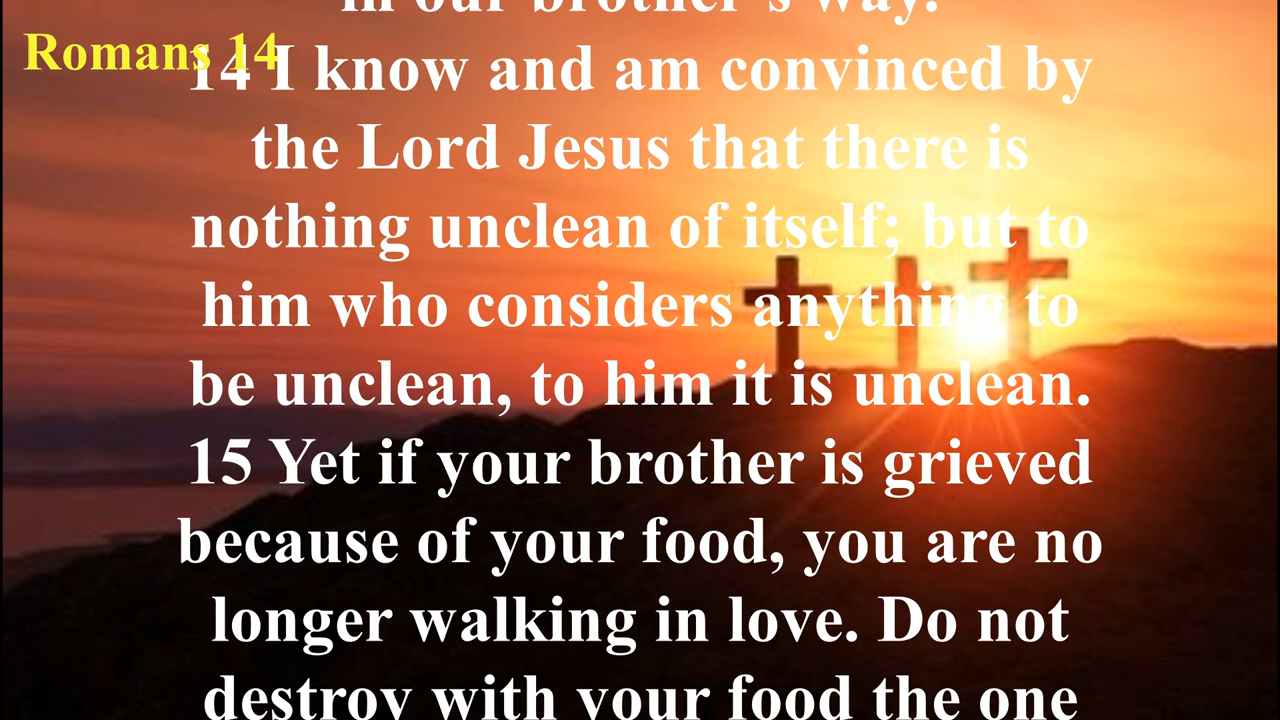 in our brother's way.
Romans 14
14 I know and am convinced by
the Lord Jesus that there is
nothing unclean of itself; but to
him who considers anything to
be unclean, to him it is unclean.
15 Yet if your brother is grieved
because of your food, you are no
longer walking in love. Do not
destroy with your food the one